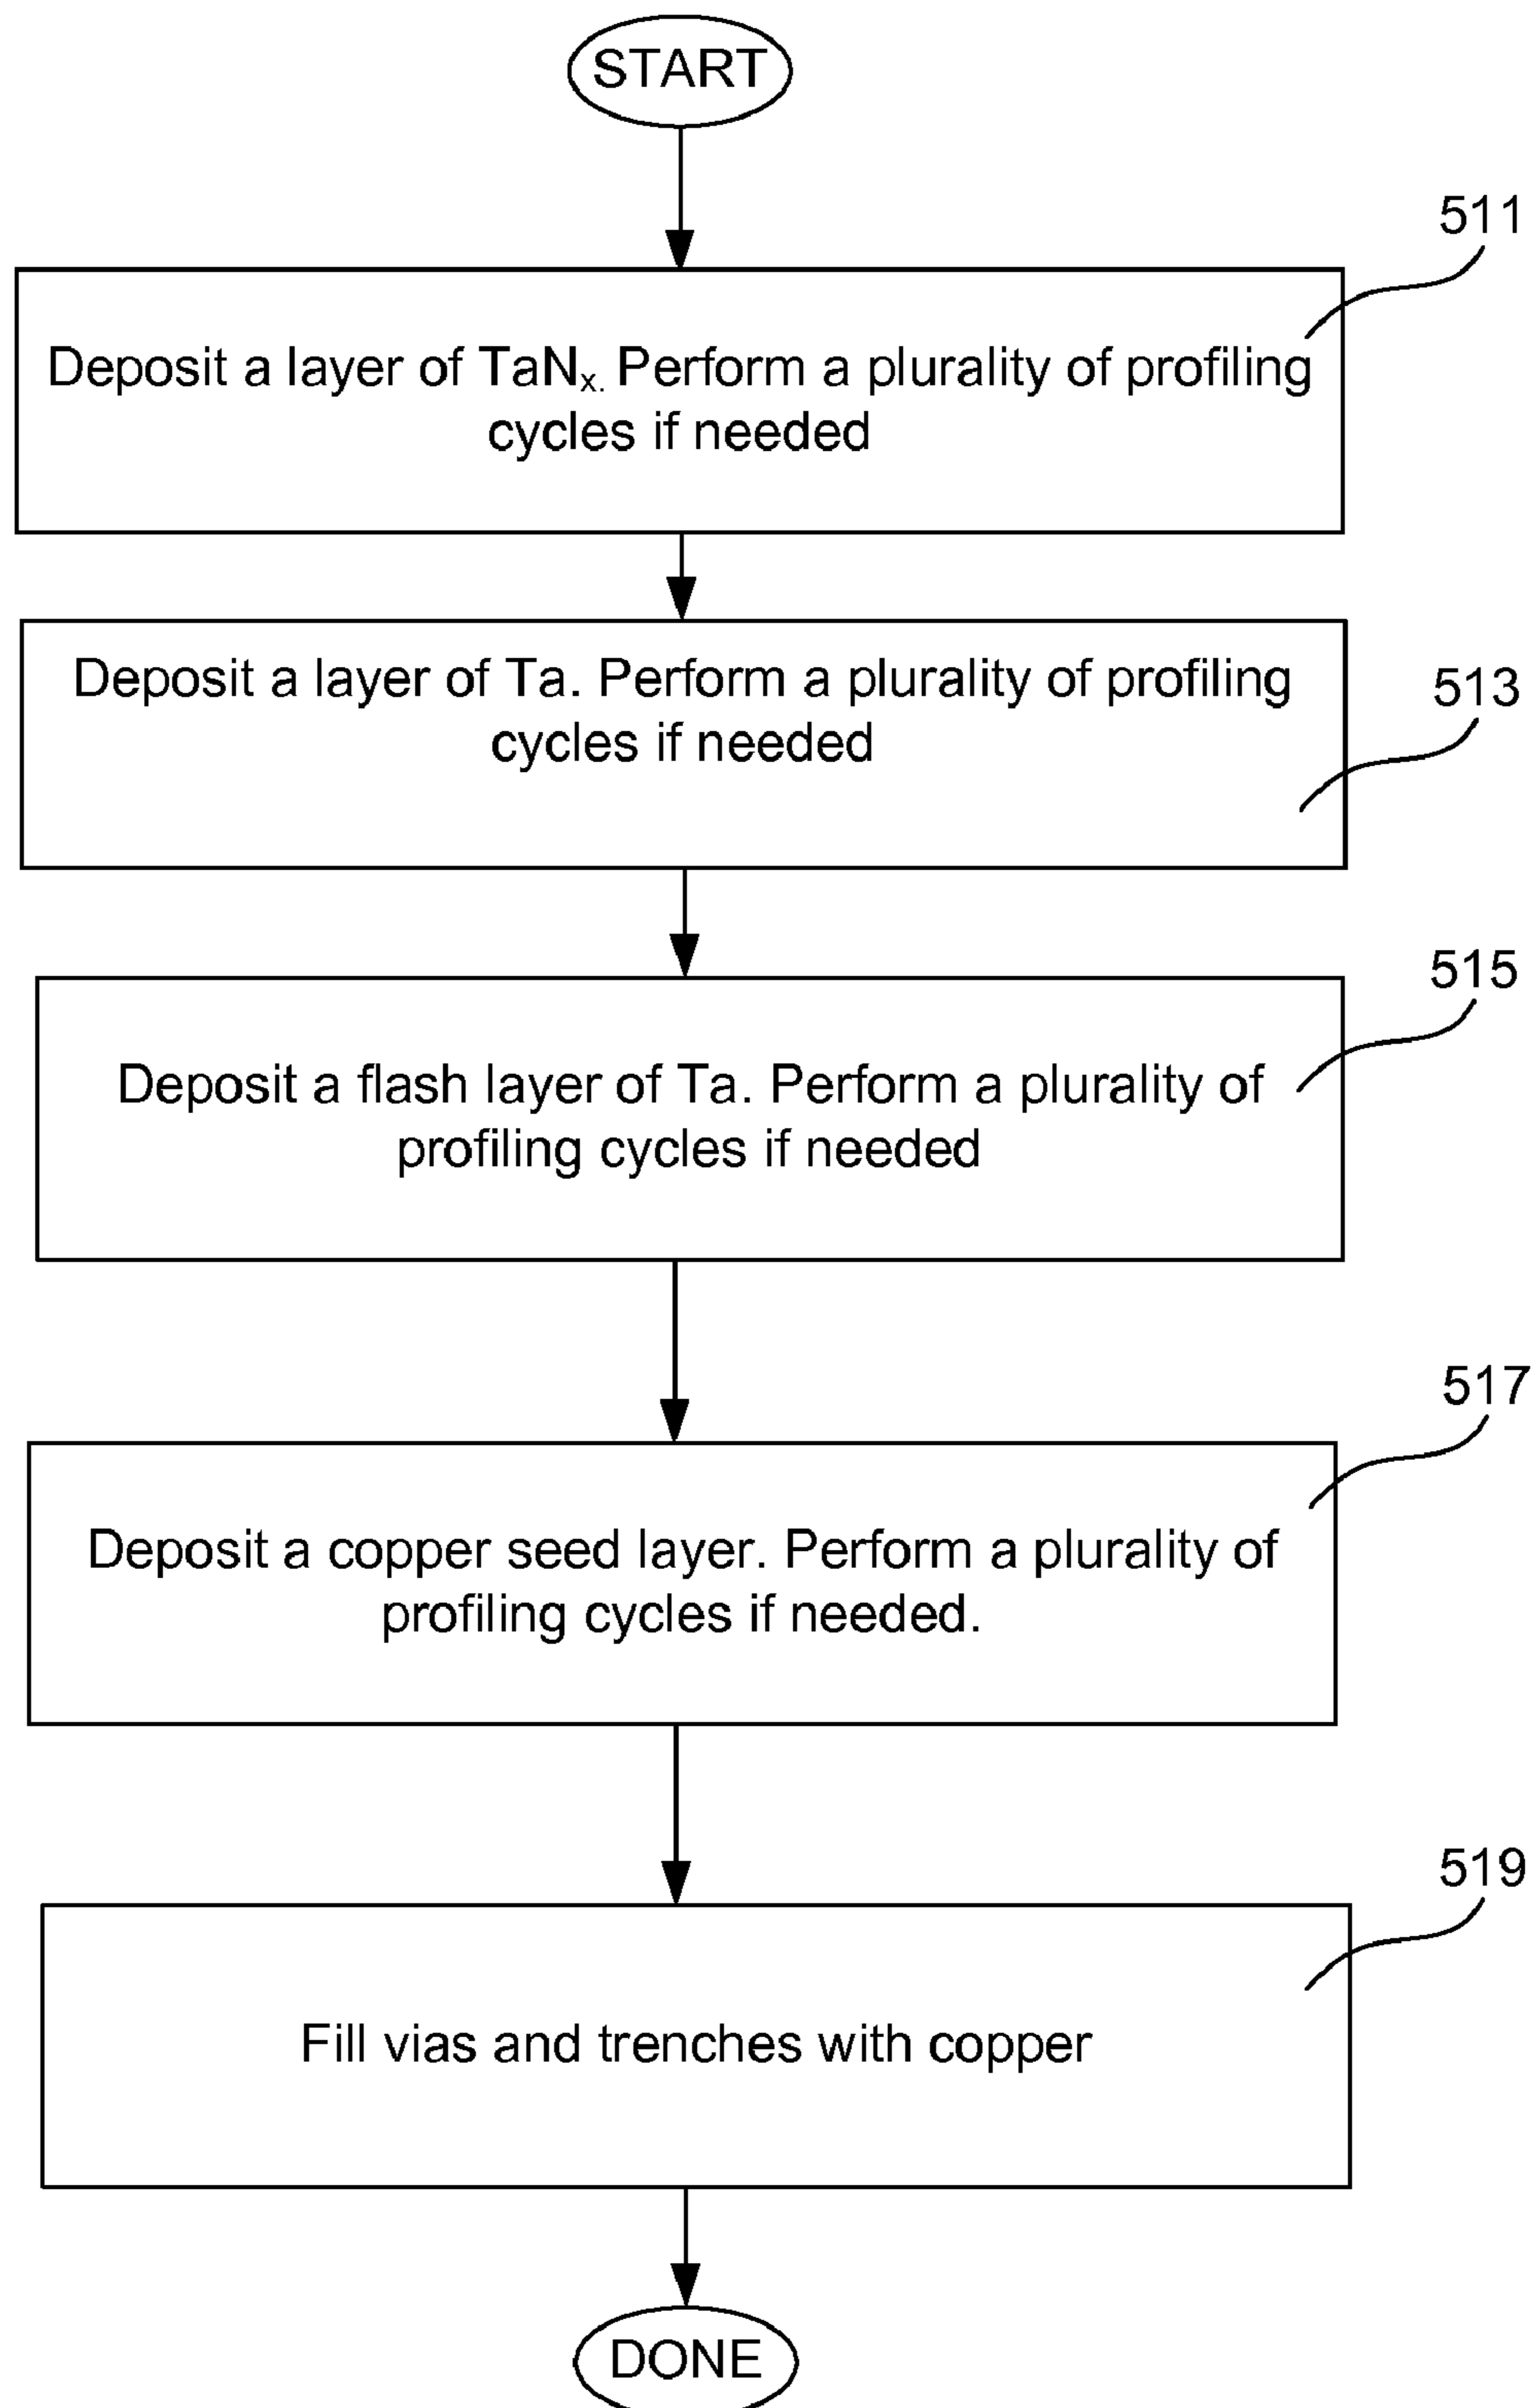 START
511
Deposit a layer of TaNₓ. Perform a plurality of profiling
cycles if needed
Deposit a layer of Ta. Perform a plurality of profiling
cycles if needed
513
515
Deposit a flash layer of Ta. Perform a plurality of
profiling cycles if needed
517
Deposit a copper seed layer. Perform a plurality of
profiling cycles if needed.
519
Fill vias and trenches with copper
DONE